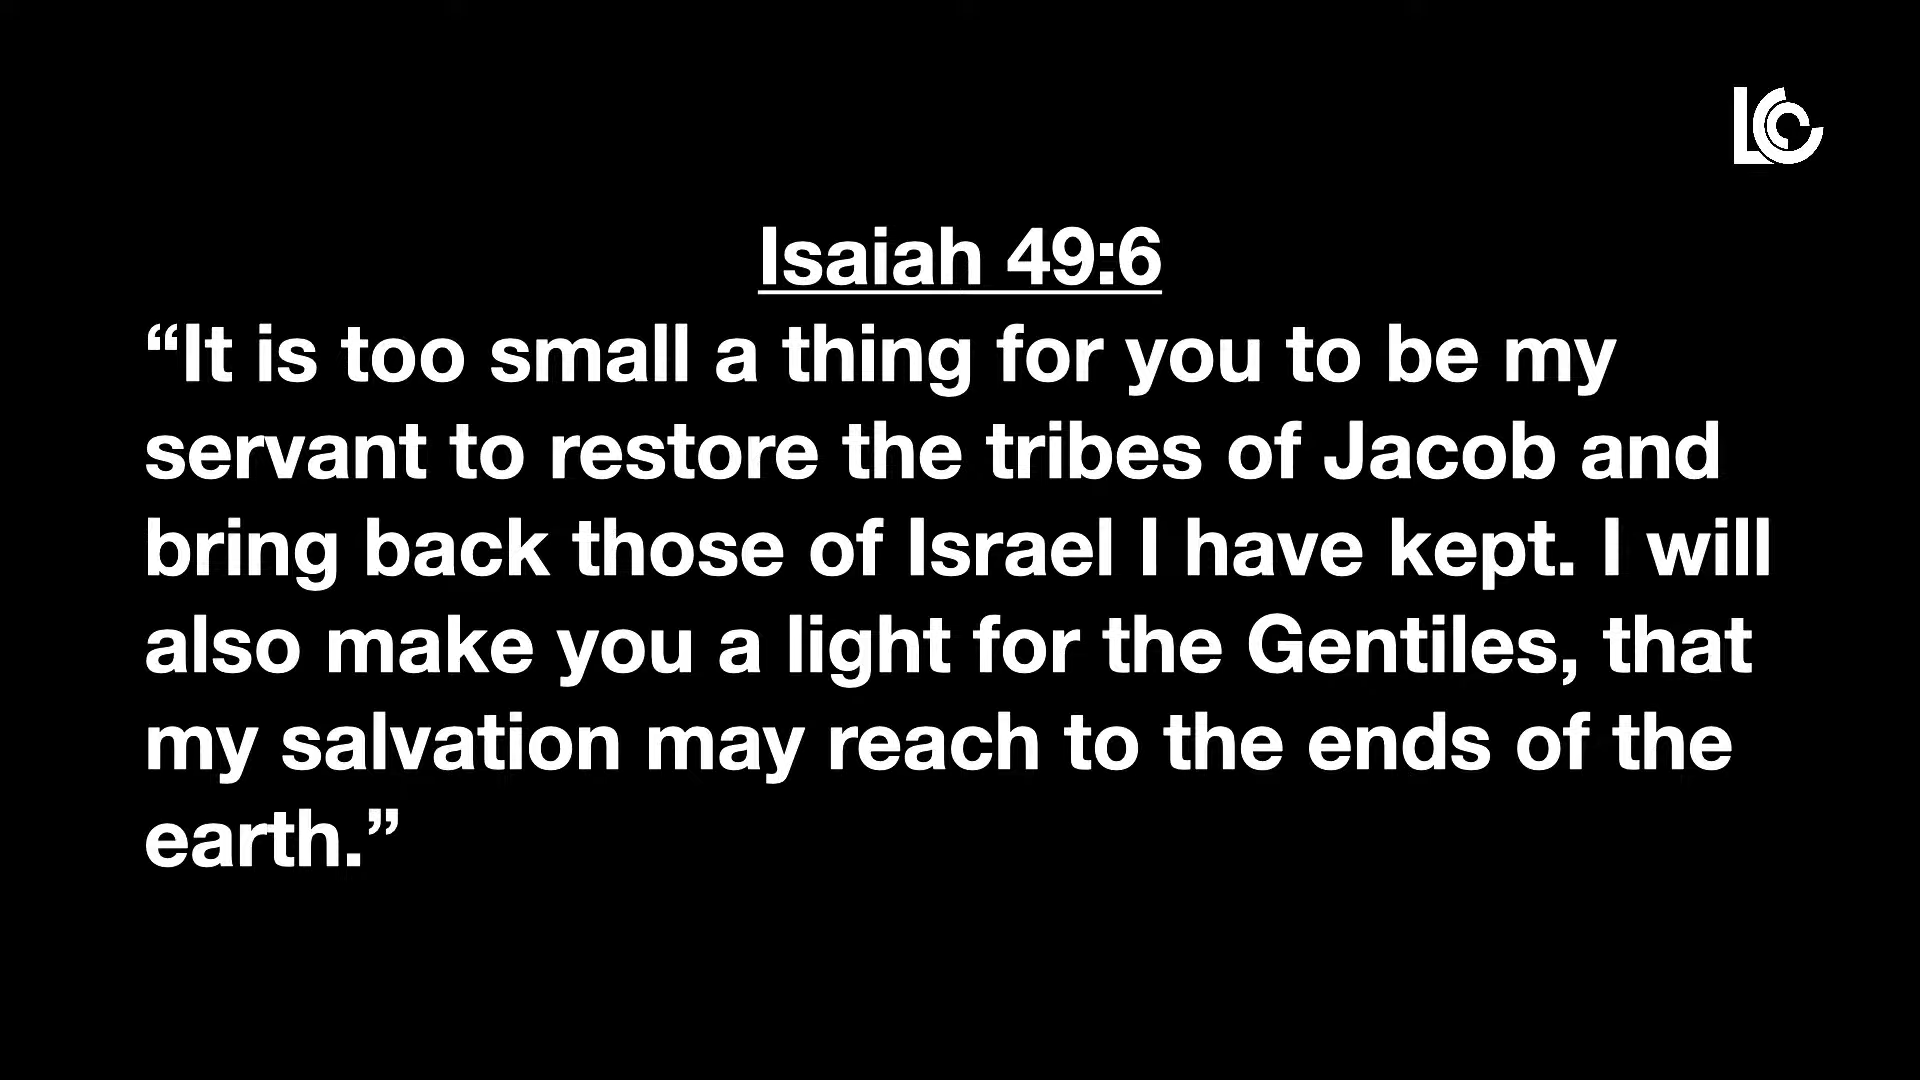 LCC
Isaiah 49:6
“It is too small a thing for you to be my
servant to restore the tribes of Jacob and
bring back those of Israel I have kept. I will
also make you a light for the Gentiles, that
my salvation may reach to the ends of the
earth.”